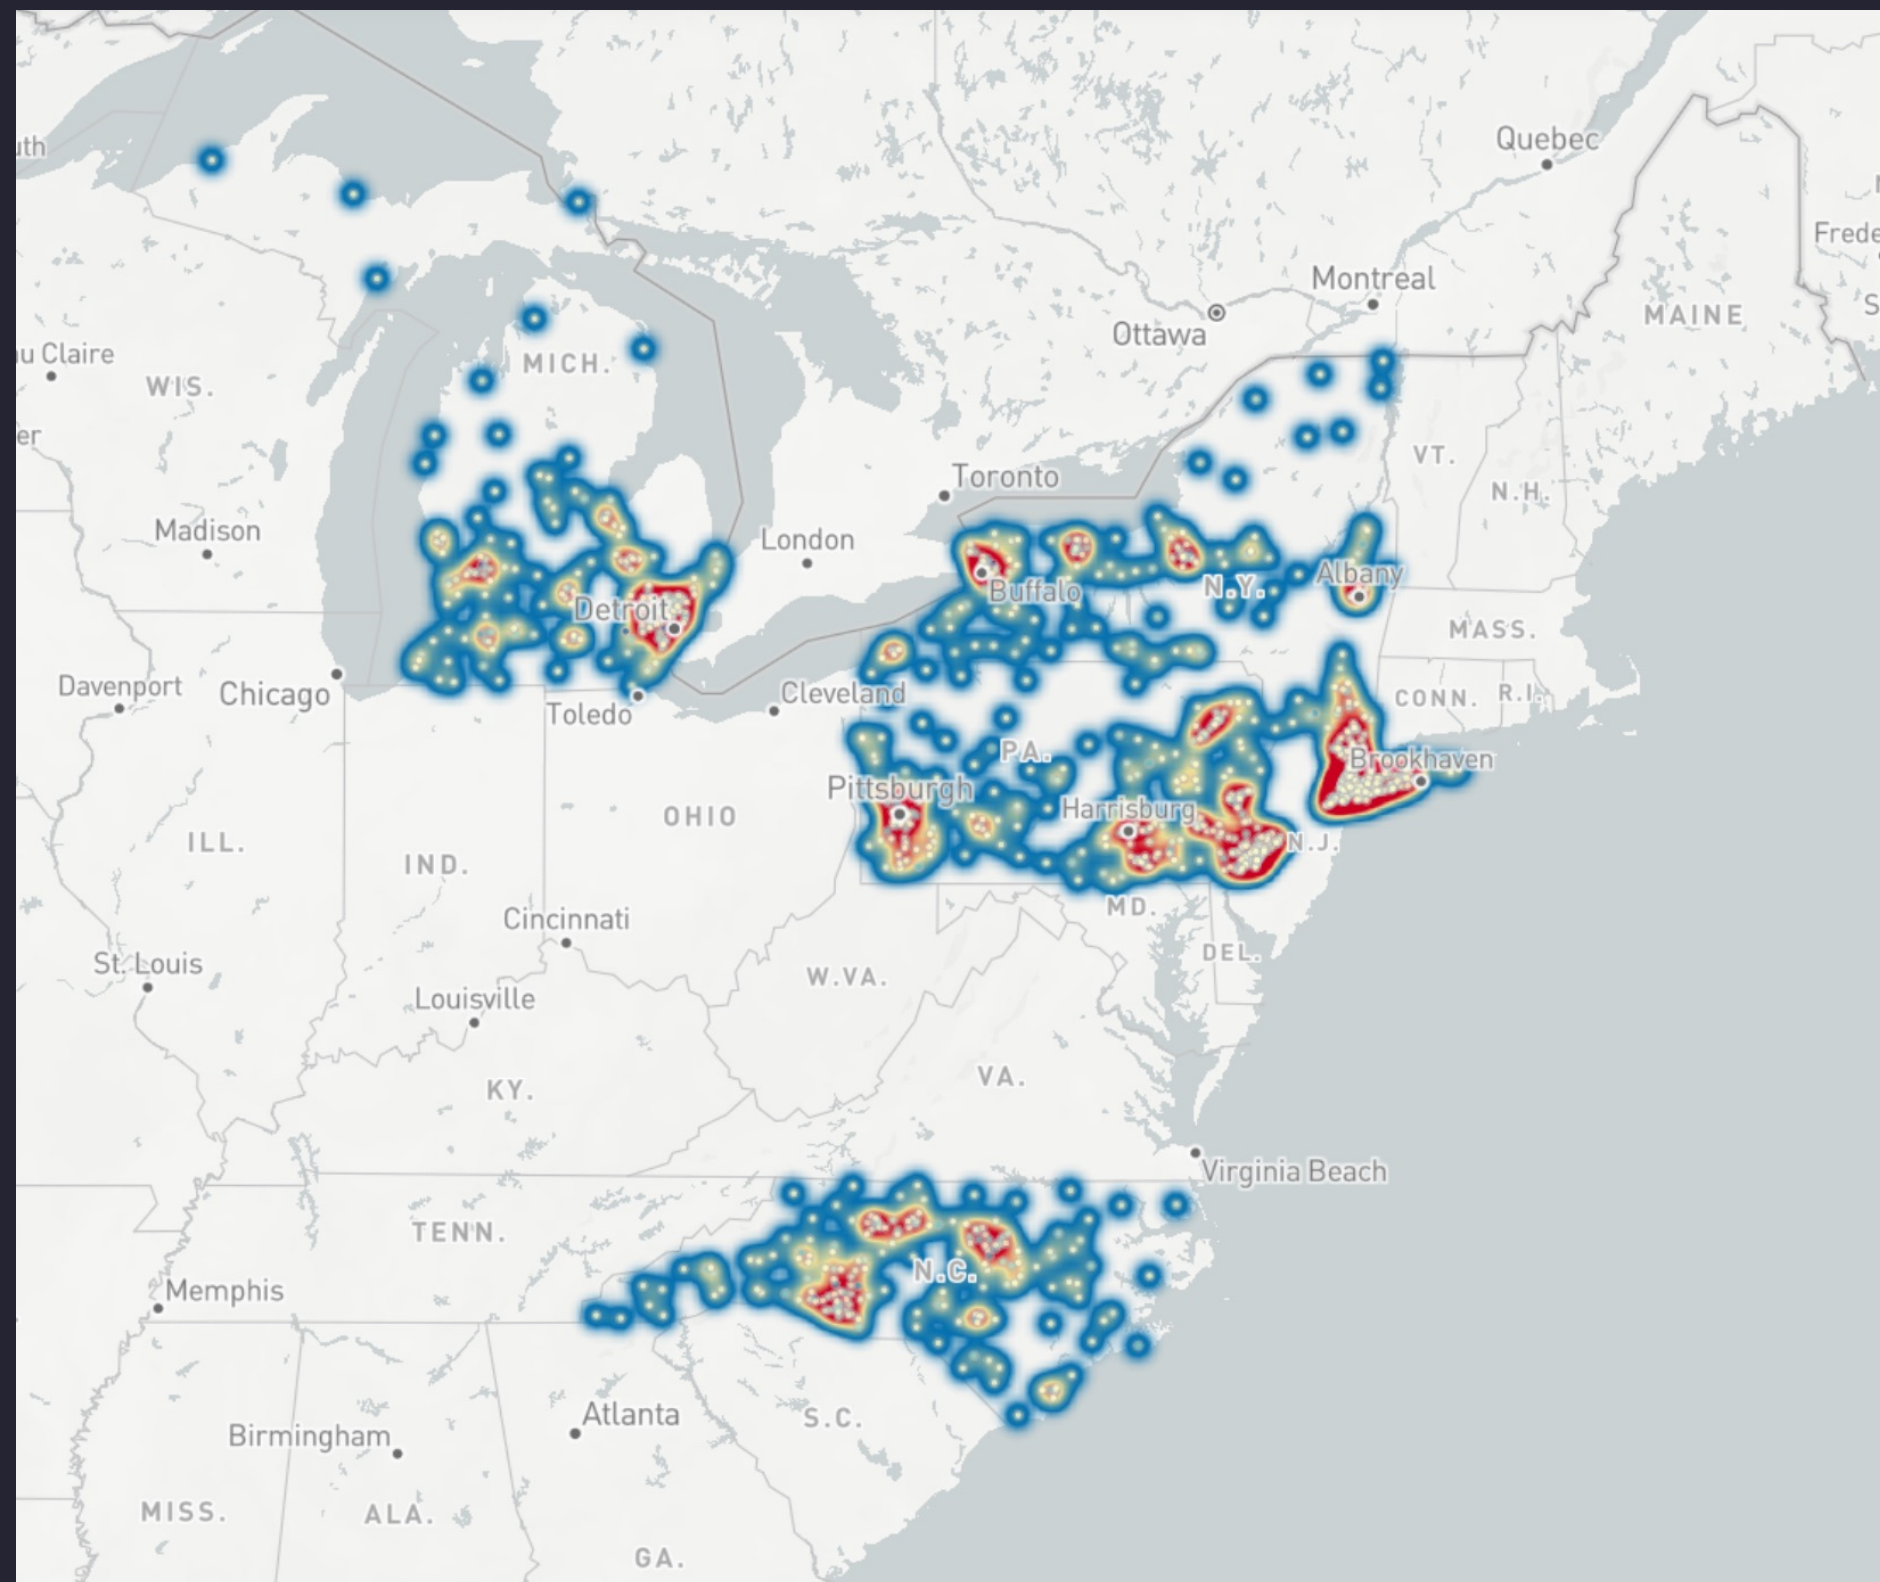 Quebec
uth
Frede
Montreal
MAINE
Ottawa
S
au Claire
MICH.
WIS.
er
VT.
Toronto
N.H.
Madison
London
Albany
N.Y.
Buffalo
Detroit
MASS.
Davenport
Chicago
Cleveland
CONN.
R.I.
Toledo
PA.
Brookhaven
Pittsburgh
Harrisburg
OHIO
ILL.
N.J.
IND.
MD.
Cincinnati
DEL.
St. Louis
W.VA.
Louisville
VA.
KY.
Virginia Beach
TENN.
N.C.
Memphis
Atlanta
S.C.
Birmingham
MISS.
ALA.
GA.